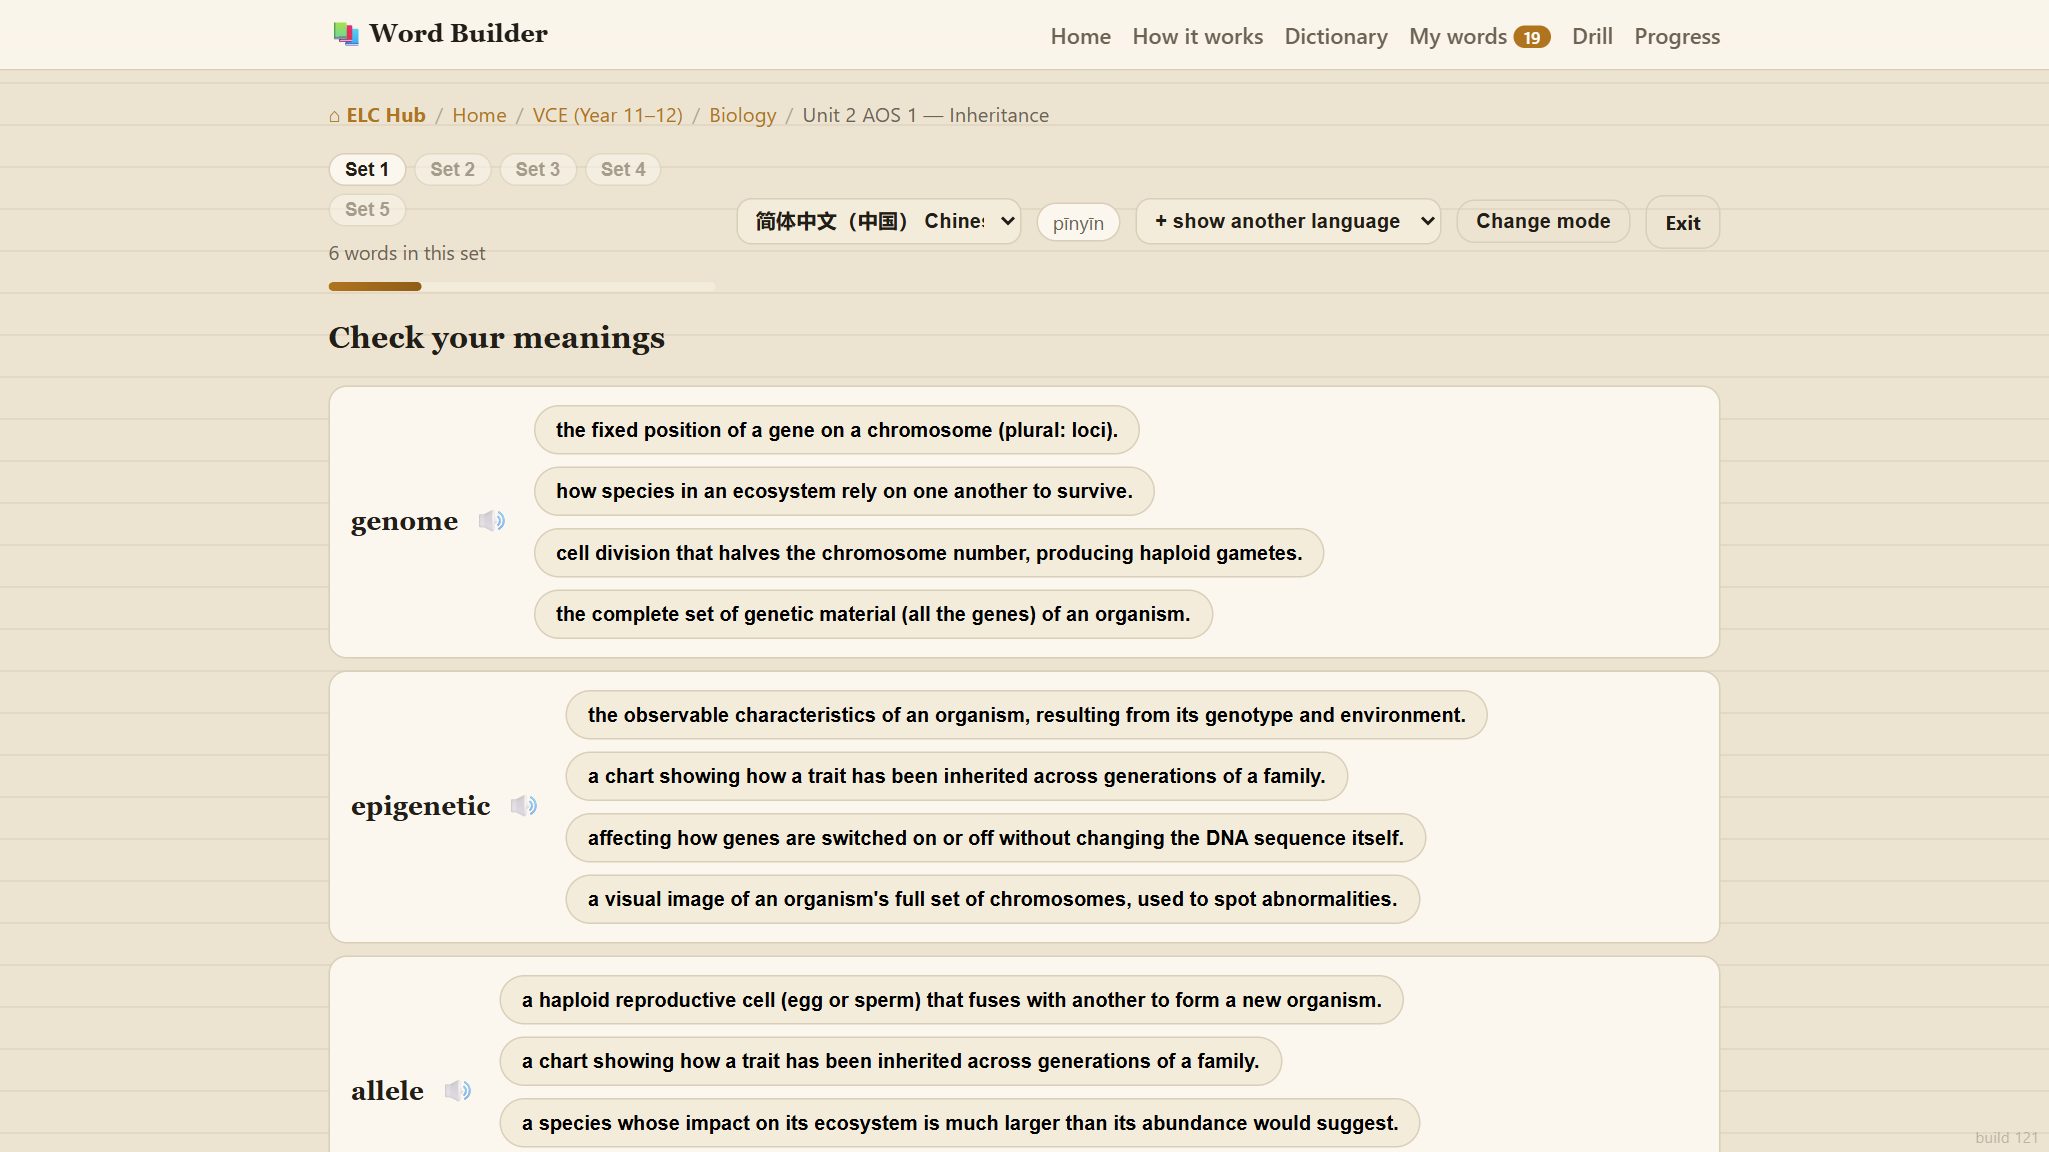 Word Builder
Home How it works Dictionary My words 19 Drill Progress
⌂ ELC Hub / Home / VCE (Year 11–12) / Biology / Unit 2 AOS 1 — Inheritance
Set 1 Set 2 Set 3 Set 4
Set 5
6 words in this set
简体中文（中国） Chines pīnyīn + show another language Change mode Exit
Check your meanings
genome
the fixed position of a gene on a chromosome (plural: loci).
how species in an ecosystem rely on one another to survive.
cell division that halves the chromosome number, producing haploid gametes.
the complete set of genetic material (all the genes) of an organism.
epigenetic
the observable characteristics of an organism, resulting from its genotype and environment.
a chart showing how a trait has been inherited across generations of a family.
affecting how genes are switched on or off without changing the DNA sequence itself.
a visual image of an organism's full set of chromosomes, used to spot abnormalities.
allele
a haploid reproductive cell (egg or sperm) that fuses with another to form a new organism.
a chart showing how a trait has been inherited across generations of a family.
a species whose impact on its ecosystem is much larger than its abundance would suggest.
build 121